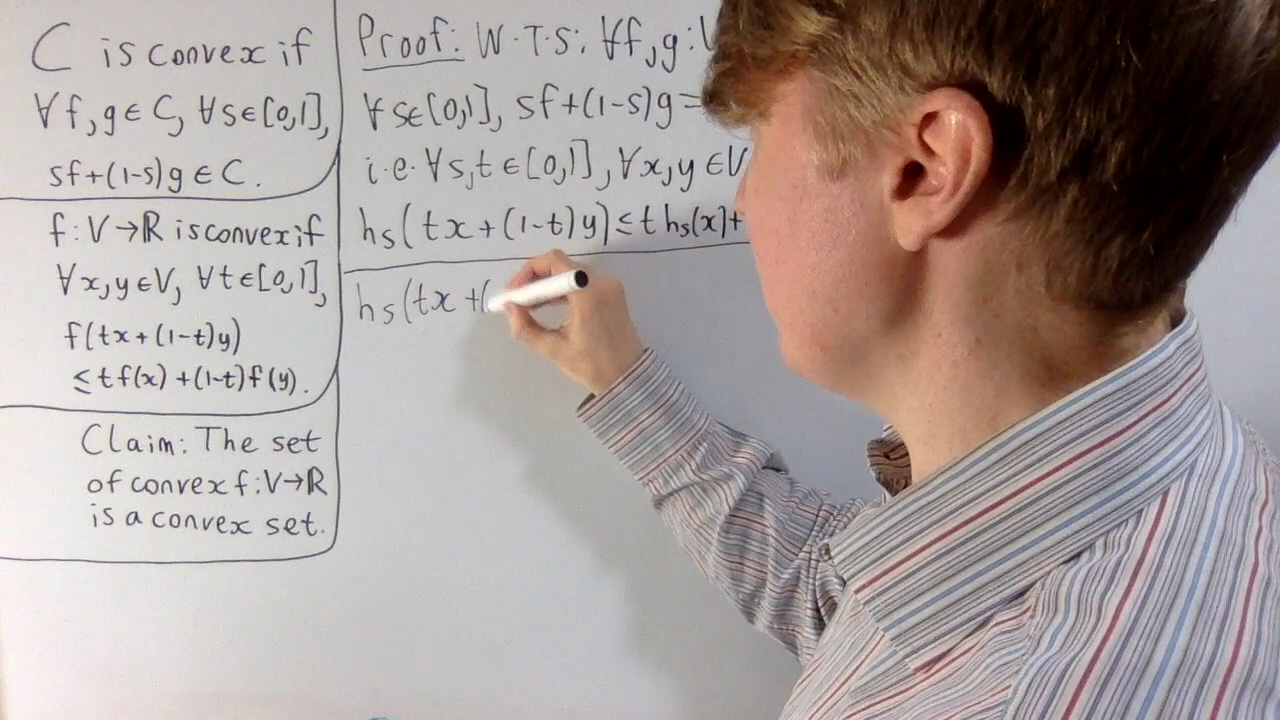 C is convex if
∀f,g∈C, ∀s∈[0,1],
sf+(1-s)g∈C.
f:V→ℝ is convex if
∀x,y∈V, ∀t∈[0,1],
f(tx+(1-t)y)
≤tf(x)+(1-t)f(y).
Claim: The set
of convex f:V→ℝ
is a convex set.
Proof: W.T.S: ∀f,g:
∀s∈[0,1], sf+(1-s)g=
i.e. ∀s,t∈[0,1], ∀x,y∈V
hs(tx+(1-t)y)≤ths(x)+
hs(tx+(